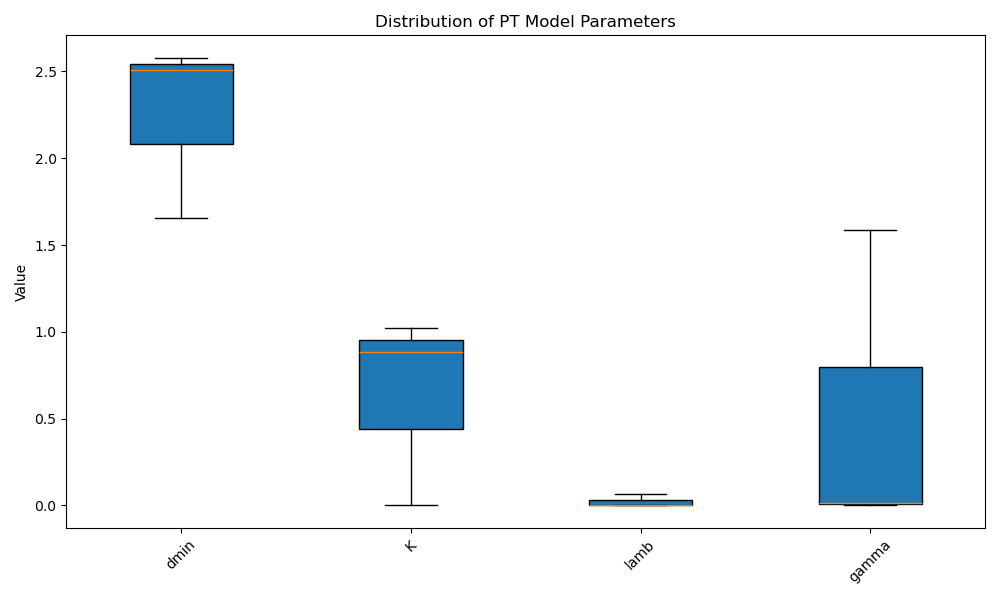 Distribution of PT Model Parameters
Value
2.5
2.0
1.5
1.0
0.5
0.0
dmin
K
lamb
gamma